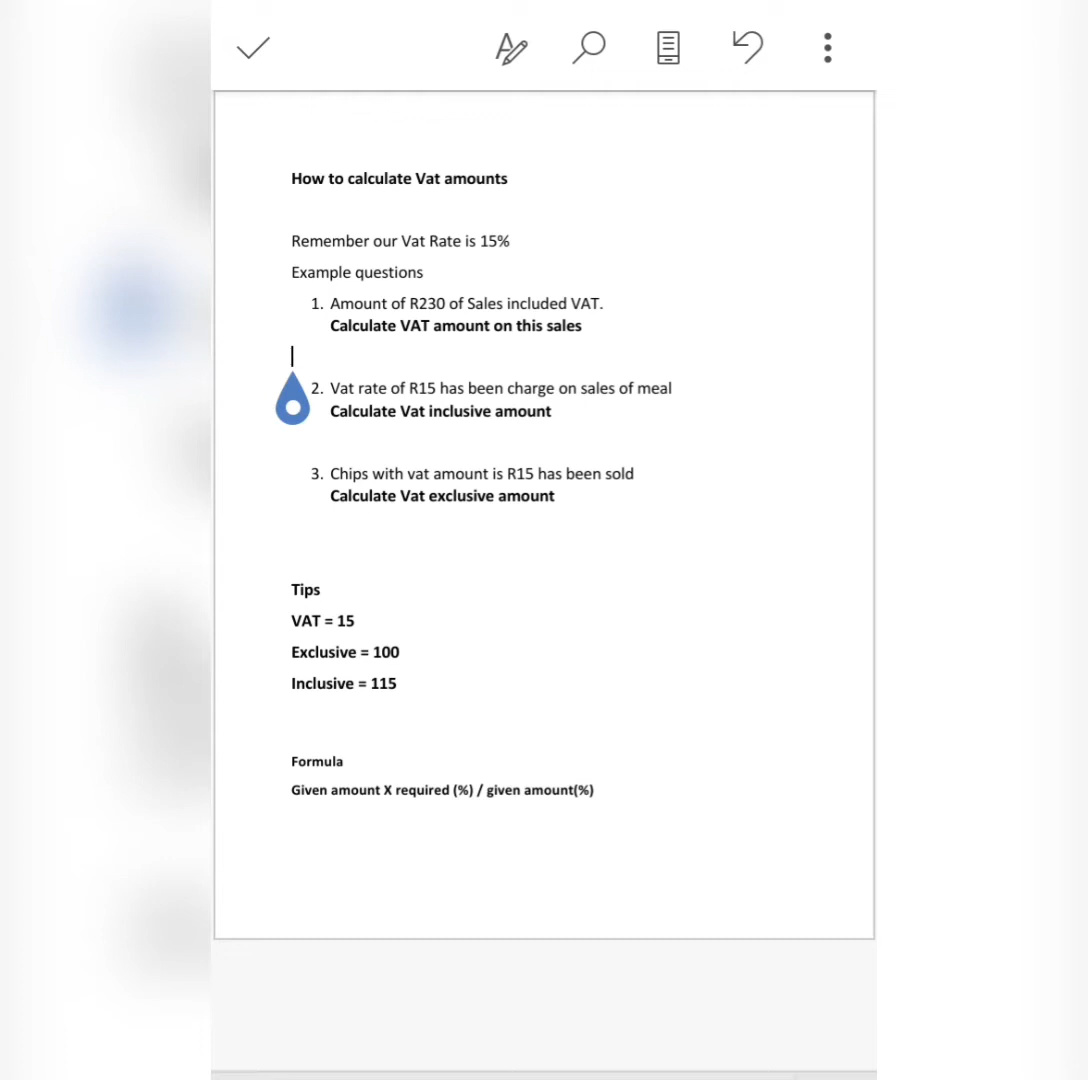 How to calculate Vat amounts
Remember our Vat Rate is 15%
Example questions
1. Amount of R230 of Sales included VAT.
Calculate VAT amount on this sales
2. Vat rate of R15 has been charge on sales of meal
Calculate Vat inclusive amount
3. Chips with vat amount is R15 has been sold
Calculate Vat exclusive amount
Tips
VAT = 15
Exclusive = 100
Inclusive = 115
Formula
Given amount X required (%) / given amount(%)